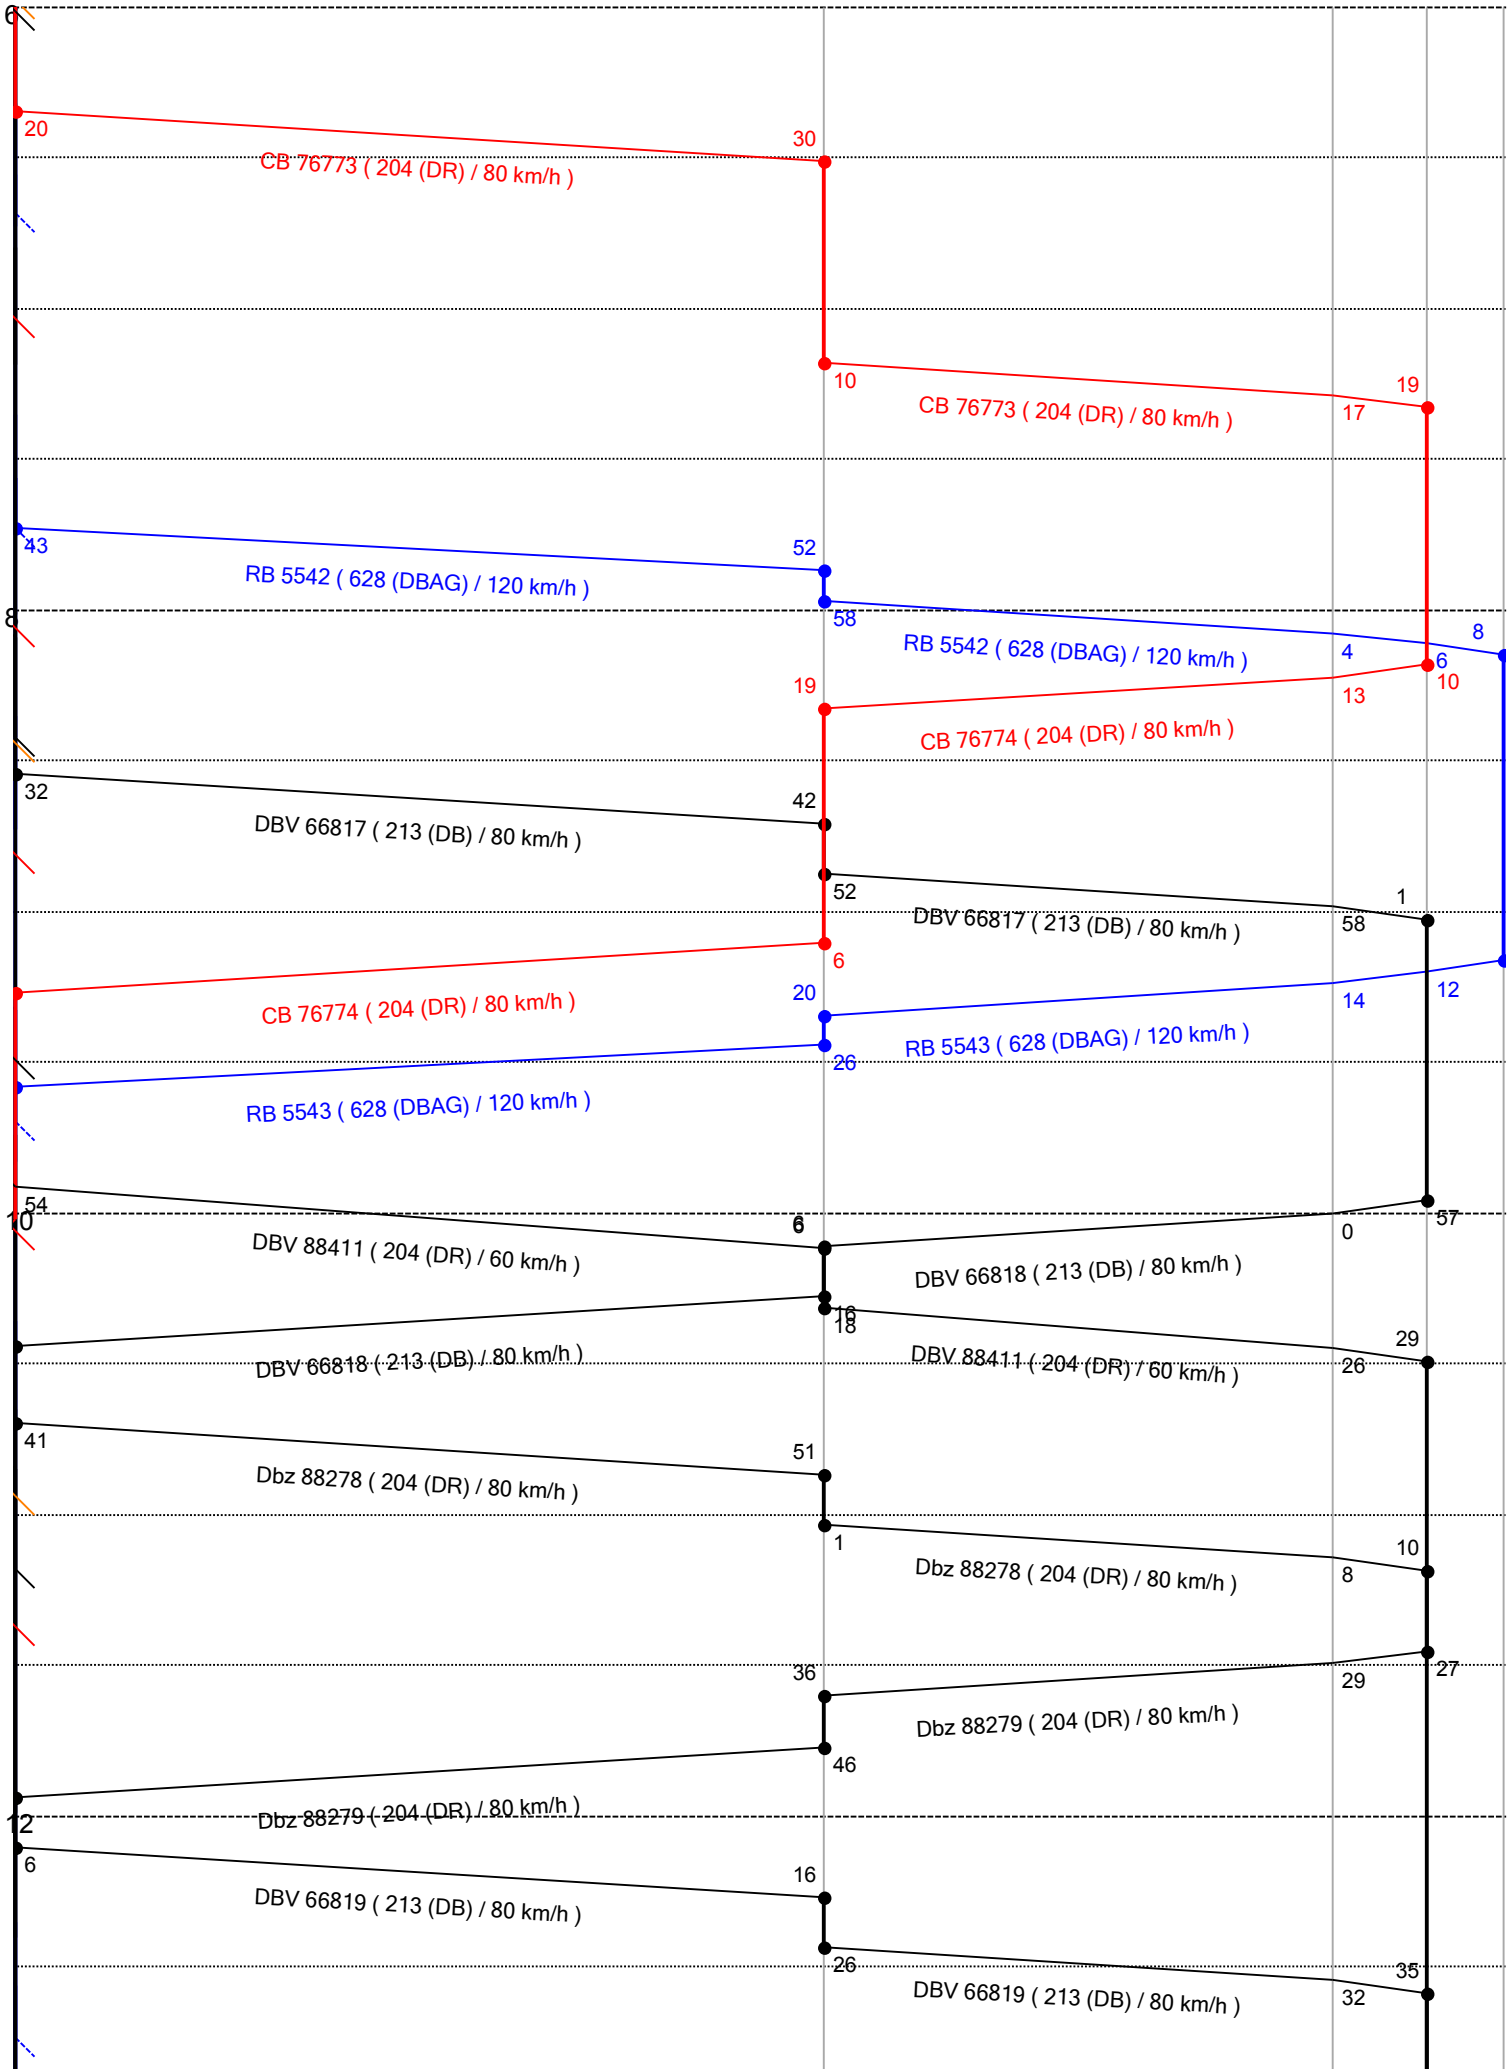 6
20
30
CB 76773 ( 204 (DR) / 80 km/h )
10
19
CB 76773 ( 204 (DR) / 80 km/h )
17
43
52
RB 5542 ( 628 (DBAG) / 120 km/h )
8
58
8
RB 5542 ( 628 (DBAG) / 120 km/h )
4
6
10
19
13
CB 76774 ( 204 (DR) / 80 km/h )
32
42
DBV 66817 ( 213 (DB) / 80 km/h )
52
1
DBV 66817 ( 213 (DB) / 80 km/h )
58
6
20
12
CB 76774 ( 204 (DR) / 80 km/h )
14
RB 5543 ( 628 (DBAG) / 120 km/h )
26
RB 5543 ( 628 (DBAG) / 120 km/h )
54
10
6
6
57
0
DBV 88411 ( 204 (DR) / 60 km/h )
DBV 66818 ( 213 (DB) / 80 km/h )
16
18
29
DBV 66818 ( 213 (DB) / 80 km/h )
DBV 88411 ( 204 (DR) / 60 km/h )
26
41
51
Dbz 88278 ( 204 (DR) / 80 km/h )
1
10
Dbz 88278 ( 204 (DR) / 80 km/h )
8
36
27
29
Dbz 88279 ( 204 (DR) / 80 km/h )
46
Dbz 88279 ( 204 (DR) / 80 km/h )
12
6
16
DBV 66819 ( 213 (DB) / 80 km/h )
26
35
DBV 66819 ( 213 (DB) / 80 km/h )
32